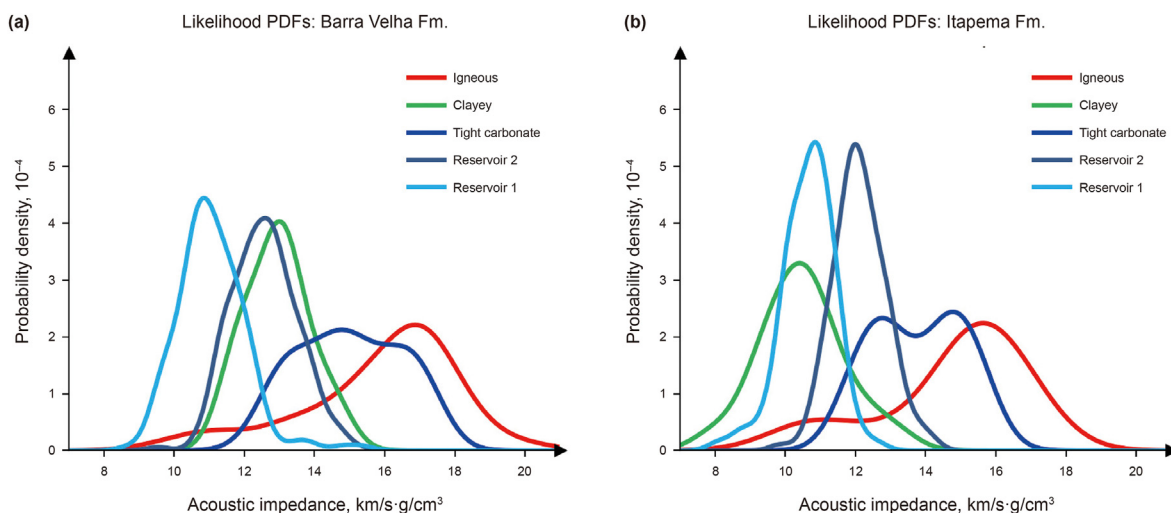 (a)
Likelihood PDFs: Barra Velha Fm.
Igneous
Clayey
Tight carbonate
Reservoir 2
Reservoir 1
Probability density, 10⁻⁴
6
5
4
3
2
1
0
8 10 12 14 16 18 20
Acoustic impedance, km/s·g/cm³
(b)
Likelihood PDFs: Itapema Fm.
Igneous
Clayey
Tight carbonate
Reservoir 2
Reservoir 1
Probability density, 10⁻⁴
6
5
4
3
2
1
0
8 10 12 14 16 18 20
Acoustic impedance, km/s·g/cm³